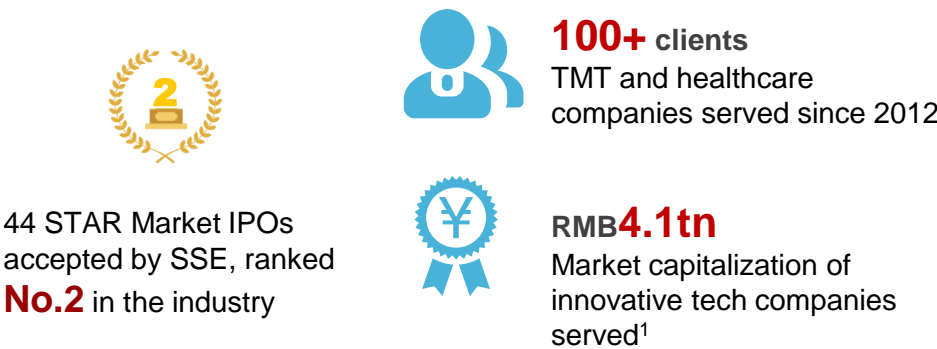 2
44 STAR Market IPOs
accepted by SSE, ranked
No.2 in the industry
100+ clients
TMT and healthcare
companies served since 2012
¥
RMB4.1tn
Market capitalization of
innovative tech companies
served¹